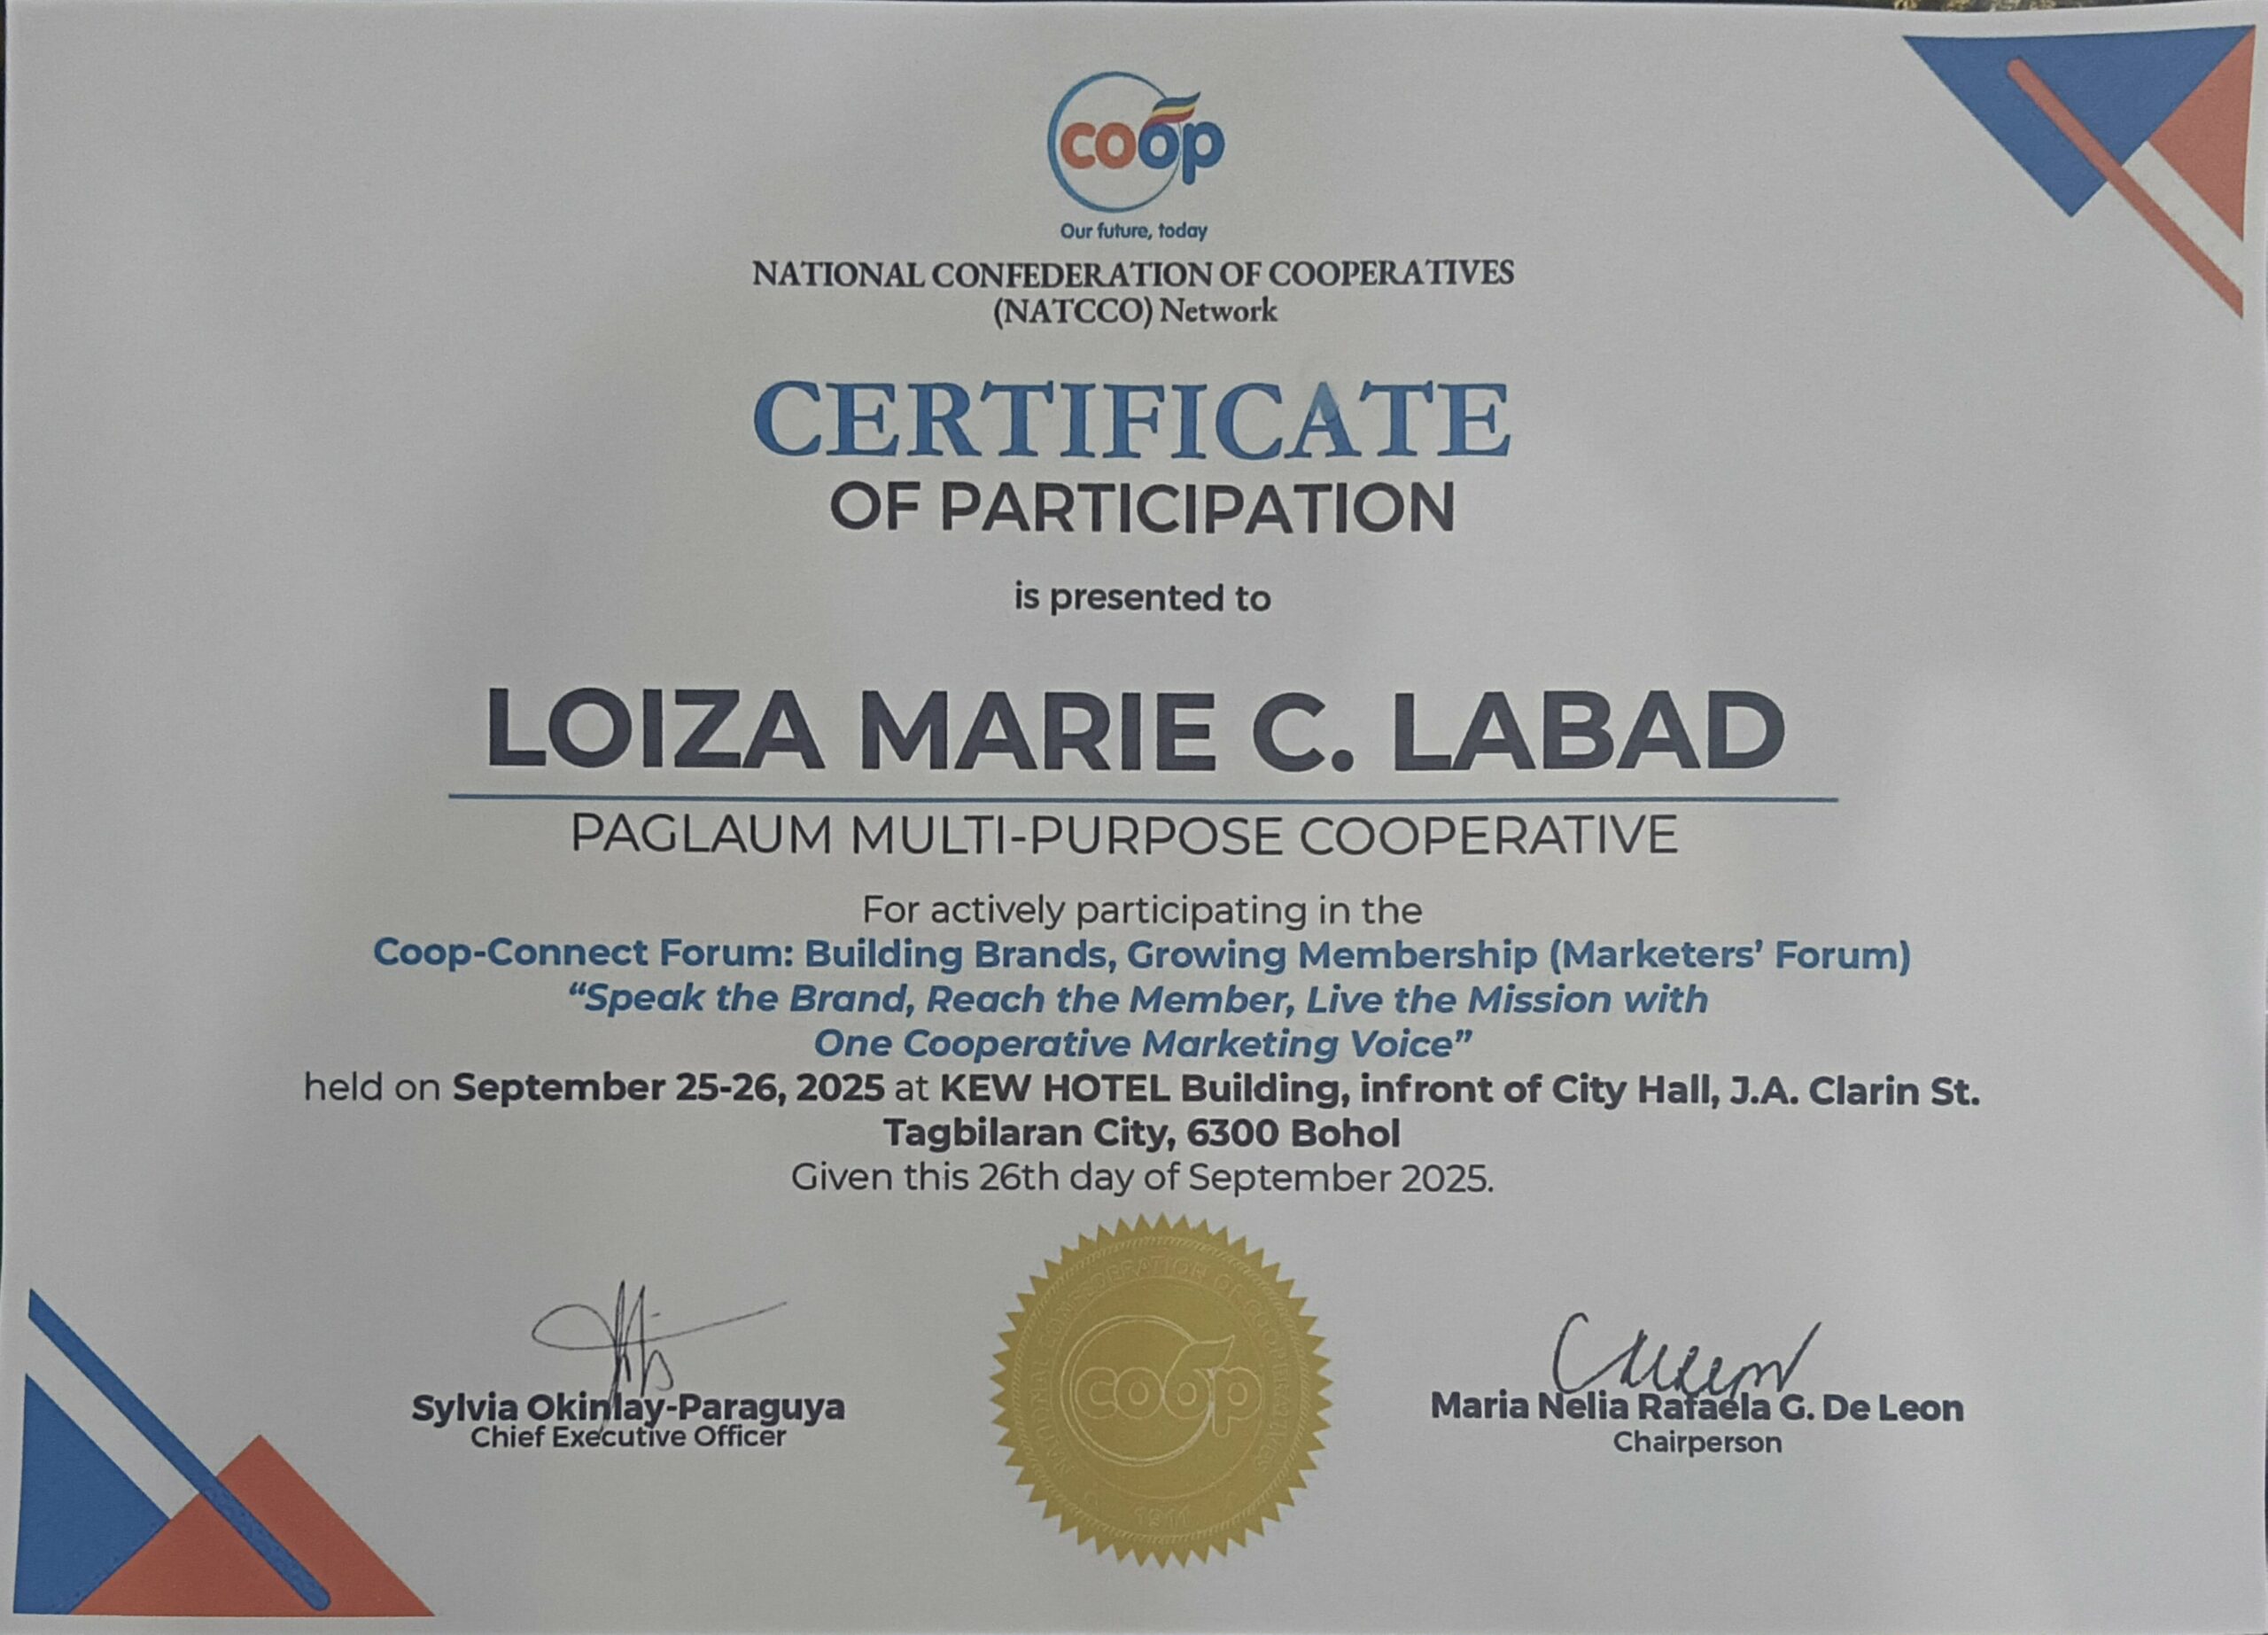 coop
Our future, today
NATIONAL CONFEDERATION OF COOPERATIVES
(NATCCO) Network
CERTIFICATE
OF PARTICIPATION
is presented to
LOIZA MARIE C. LABAD
PAGLAUM MULTI-PURPOSE COOPERATIVE
For actively participating in the
Coop-Connect Forum: Building Brands, Growing Membership (Marketers’ Forum)
“Speak the Brand, Reach the Member, Live the Mission with
One Cooperative Marketing Voice”
held on September 25-26, 2025 at KEW HOTEL Building, infront of City Hall, J.A. Clarin St.
Tagbilaran City, 6300 Bohol
Given this 26th day of September 2025.
NATIONAL CONFEDERATION OF COOPERATIVES
coop
Sylvia Okinlay-Paraguya
Chief Executive Officer
Maria Nelia Rafaela G. De Leon
Chairperson